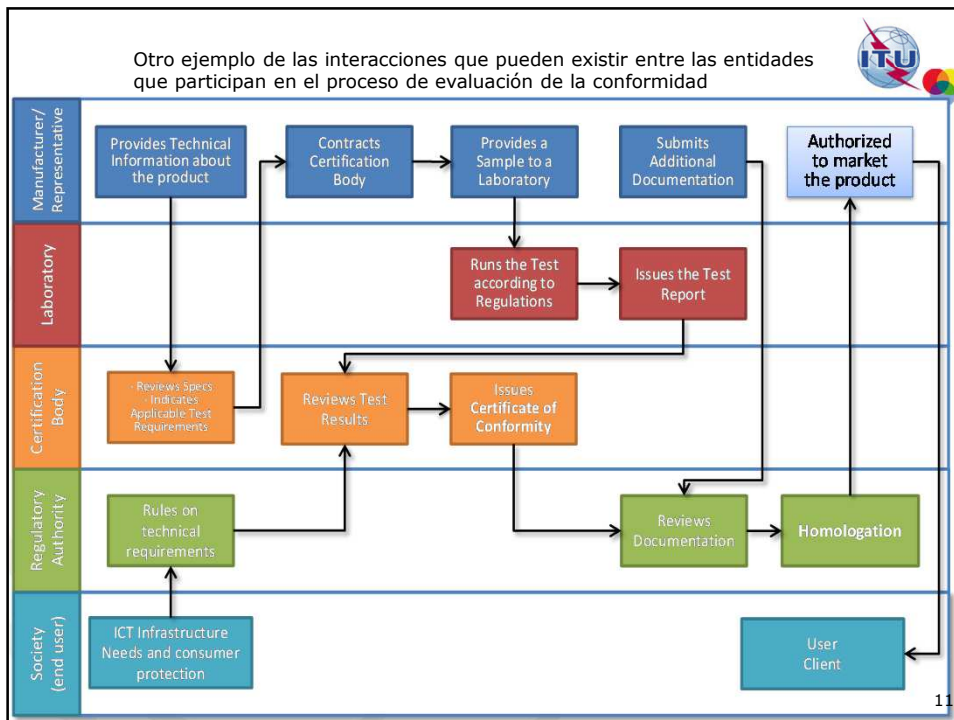 Otro ejemplo de las interacciones que pueden existir entre las entidades
que participan en el proceso de evaluación de la conformidad
ITU
Manufacturer/
Representative
Provides Technical
Information about
the product
Contracts
Certification
Body
Provides a
Sample to a
Laboratory
Submits
Additional
Documentation
Authorized
to market
the product
Laboratory
Runs the Test
according to
Regulations
Issues the Test
Report
Certification
Body
- Reviews Specs
- Indicates
Applicable Test
Requirements
Reviews Test
Results
Issues
Certificate of
Conformity
Regulatory
Authority
Rules on
technical
requirements
Reviews
Documentation
Homologation
Society
(end user)
ICT Infrastructure
Needs and consumer
protection
User
Client
11